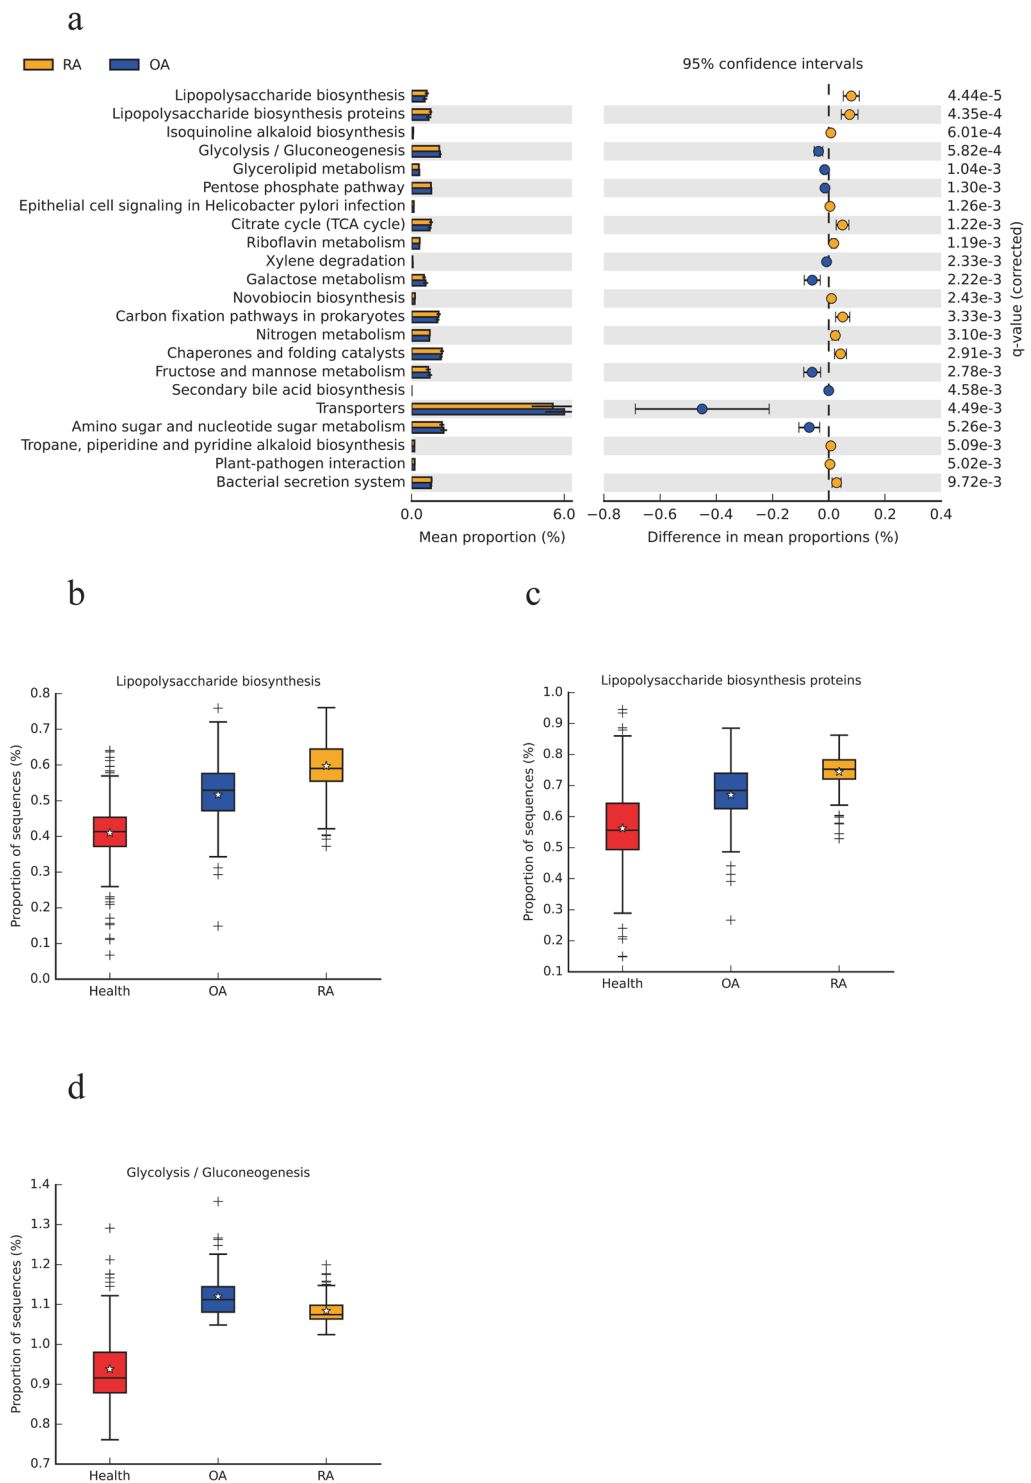 a
RA OA 95% confidence intervals
Lipopolysaccharide biosynthesis 4.44e-5
Lipopolysaccharide biosynthesis proteins 4.35e-4
Isoquinoline alkaloid biosynthesis 6.01e-4
Glycolysis / Gluconeogenesis 5.82e-4
Glycerolipid metabolism 1.04e-3
Pentose phosphate pathway 1.30e-3
Epithelial cell signaling in Helicobacter pylori infection 1.26e-3
Citrate cycle (TCA cycle) 1.22e-3
Riboflavin metabolism 1.19e-3
Xylene degradation 2.33e-3
Galactose metabolism 2.22e-3
Novobiocin biosynthesis 2.43e-3
Carbon fixation pathways in prokaryotes 3.33e-3
Nitrogen metabolism 3.10e-3
Chaperones and folding catalysts 2.91e-3
Fructose and mannose metabolism 2.78e-3
Secondary bile acid biosynthesis 4.58e-3
Transporters 4.49e-3
Amino sugar and nucleotide sugar metabolism 5.26e-3
Tropane, piperidine and pyridine alkaloid biosynthesis 5.09e-3
Plant-pathogen interaction 5.02e-3
Bacterial secretion system 9.72e-3
q-value (corrected)
0.0 6.0 −0.8 −0.6 −0.4 −0.2 0.0 0.2 0.4
Mean proportion (%) Difference in mean proportions (%)
b
Lipopolysaccharide biosynthesis
Proportion of sequences (%)
0.8
0.7
0.6
0.5
0.4
0.3
0.2
0.1
0.0
Health OA RA
c
Lipopolysaccharide biosynthesis proteins
Proportion of sequences (%)
1.0
0.9
0.8
0.7
0.6
0.5
0.4
0.3
0.2
0.1
Health OA RA
d
Glycolysis / Gluconeogenesis
Proportion of sequences (%)
1.4
1.3
1.2
1.1
1.0
0.9
0.8
0.7
Health OA RA